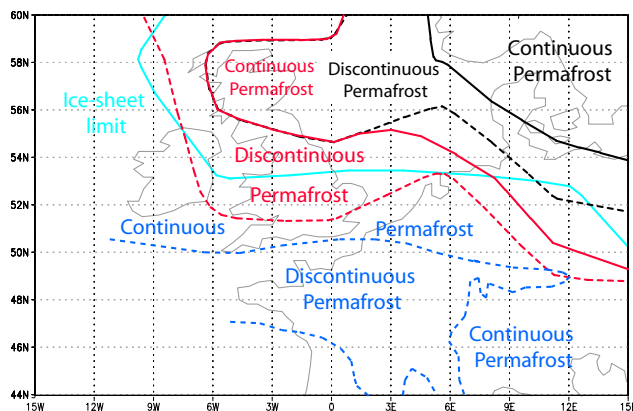 60N
58N
56N
54N
52N
50N
48N
46N
44N
Continuous
Permafrost
Discontinuous
Permafrost
Continuous
Permafrost
Ice-sheet
limit
Discontinuous
Permafrost
Continuous
Permafrost
Discontinuous
Permafrost
Continuous
Permafrost
15W 12W 9W 6W 3W 0 3E 6E 9E 12E 15E